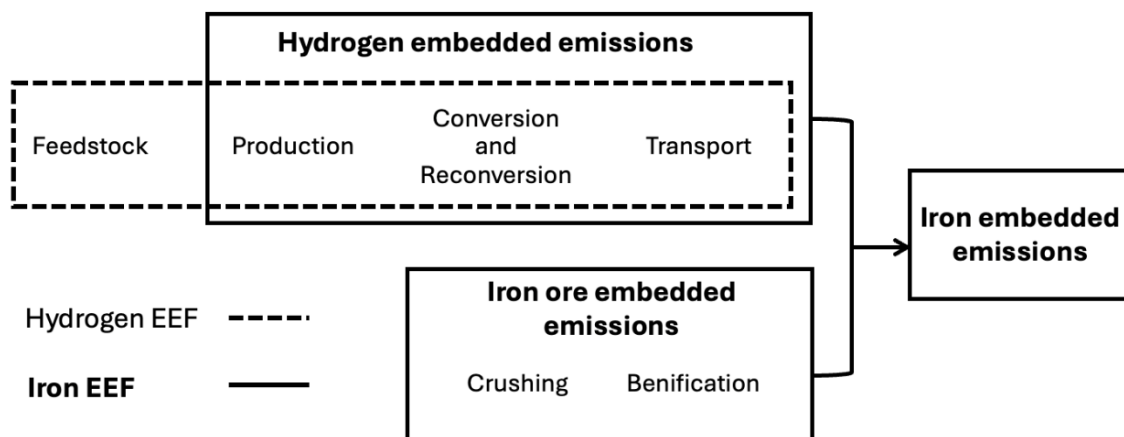 Hydrogen embedded emissions
Feedstock
Production
Conversion
and
Reconversion
Transport
Iron embedded
emissions
Iron ore embedded
emissions
Crushing
Benification
Hydrogen EEF
Iron EEF